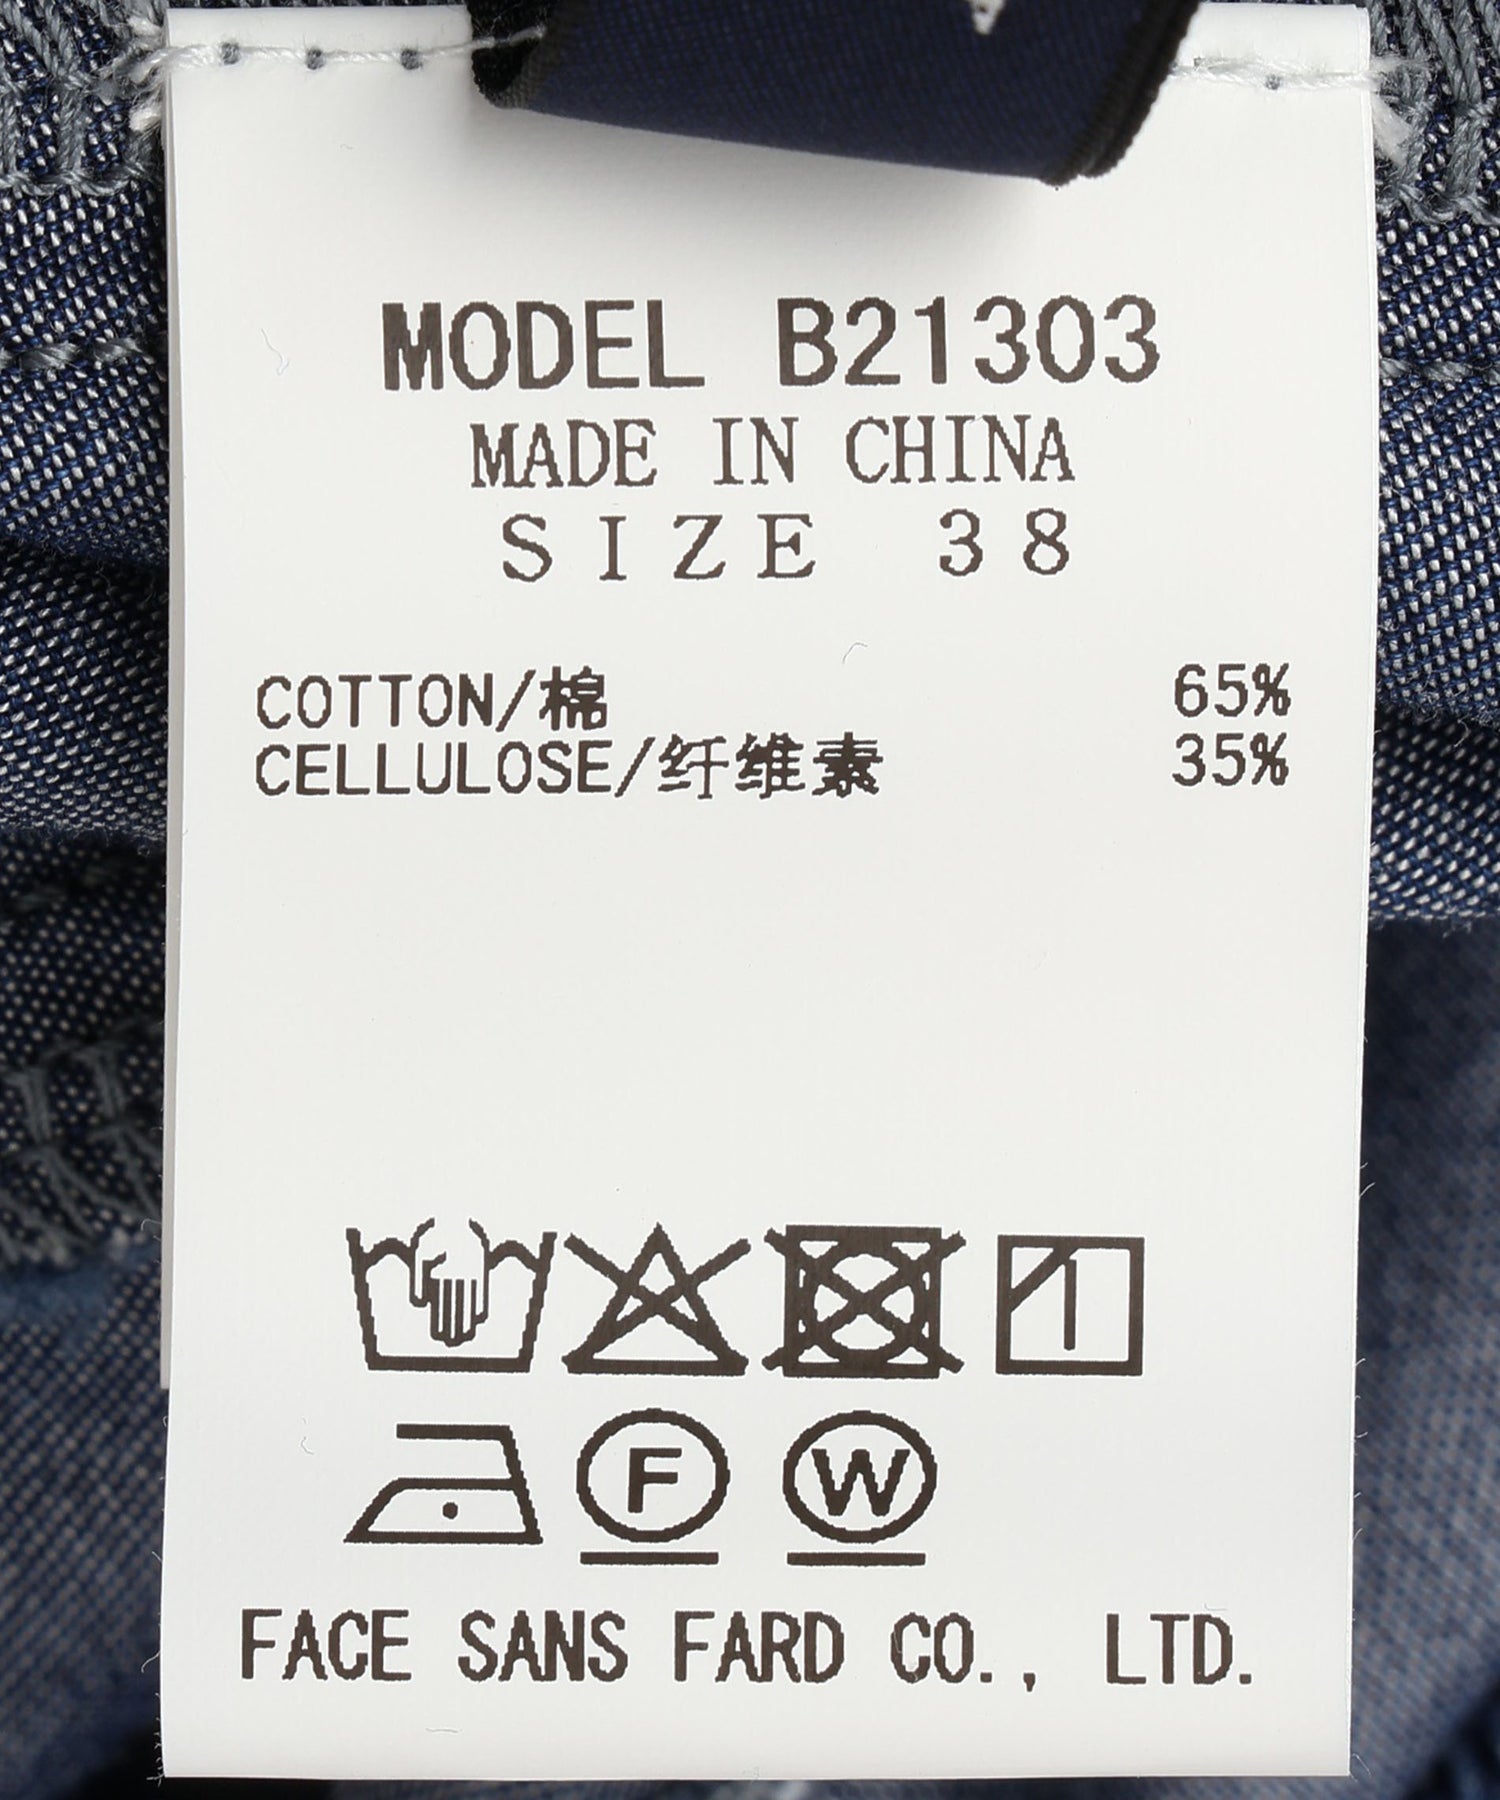 MODEL B21303
MADE IN CHINA
SIZE 38
COTTON/棉 65%
CELLULOSE/纤维素 35%
F W
FACE SANS FARD CO., LTD.